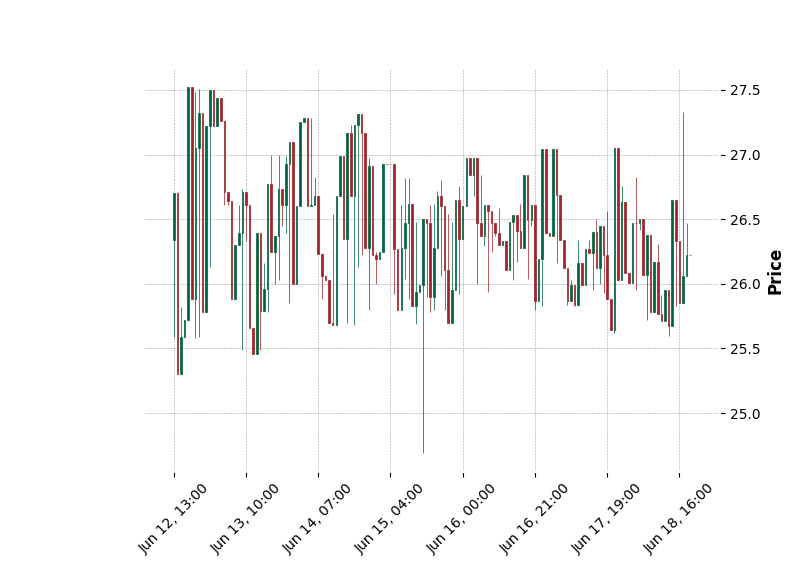 27.5
27.0
26.5
26.0
25.5
25.0
Price
Jun 12, 13:00
Jun 13, 10:00
Jun 14, 07:00
Jun 15, 04:00
Jun 16, 00:00
Jun 16, 21:00
Jun 17, 19:00
Jun 18, 16:00